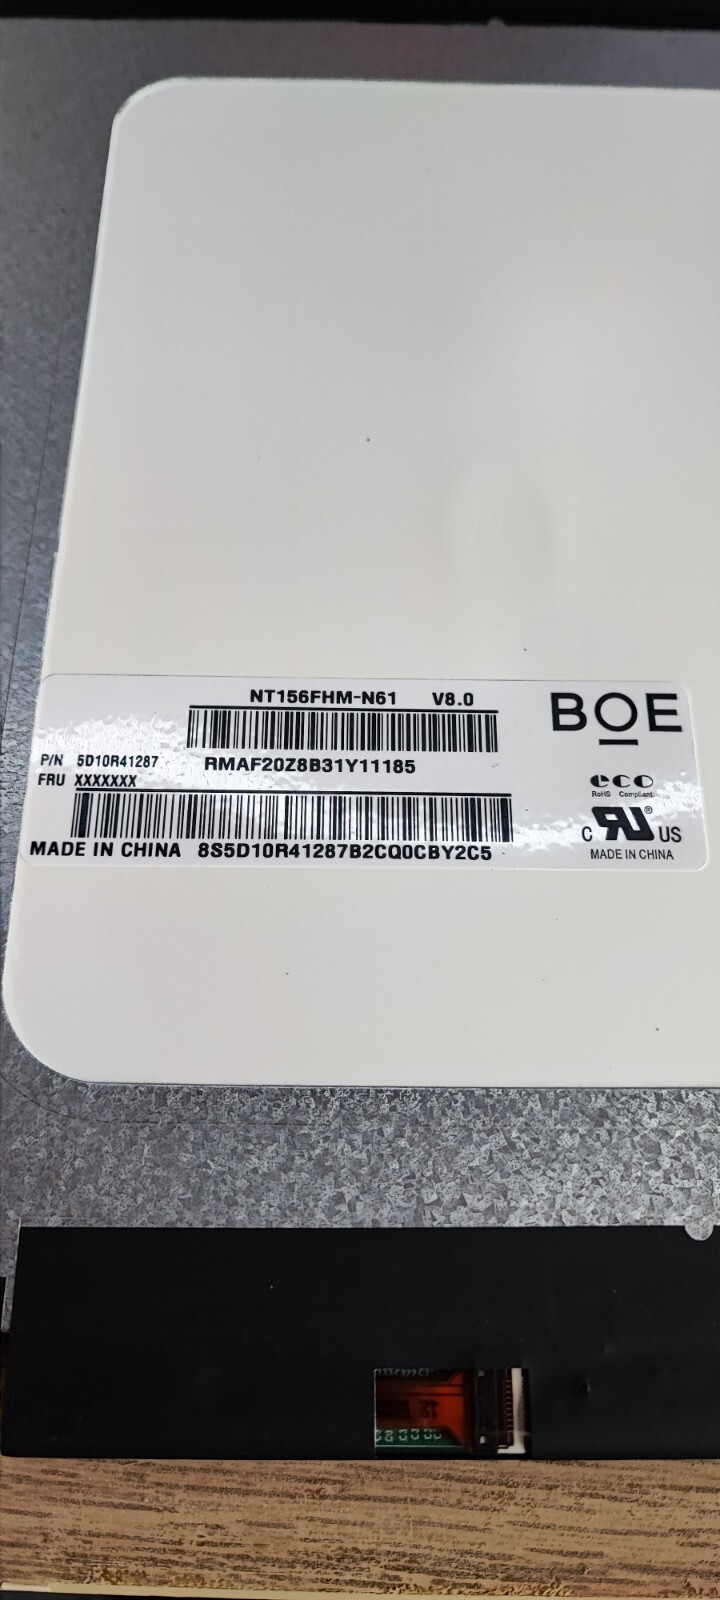 NT156FHM-N61 V8.0
BOE
P/N 5D10R41287
RMAF20Z8B31Y11185
FRU XXXXXXX
eco
RoHS Compliant
C RU ® US
MADE IN CHINA 8S5D10R41287B2CQ0CBY2C5
MADE IN CHINA